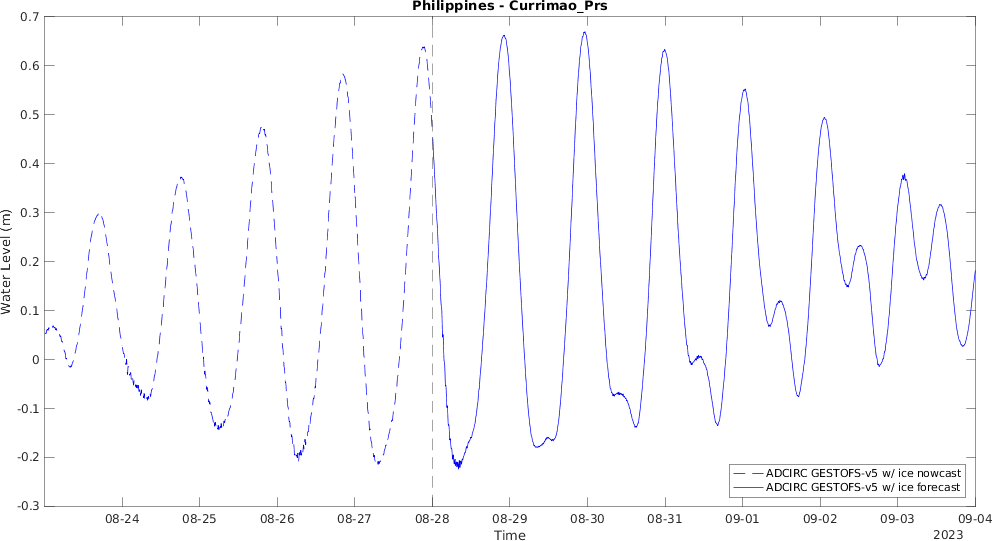 Philippines - Currimao_Prs
0.7
0.6
0.5
0.4
0.3
0.2
0.1
0
-0.1
-0.2
-0.3
Water Level (m)
ADCIRC GESTOFS-v5 w/ ice nowcast
ADCIRC GESTOFS-v5 w/ ice forecast
08-24 08-25 08-26 08-27 08-28 08-29 08-30 08-31 09-01 09-02 09-03 09-04
Time
2023